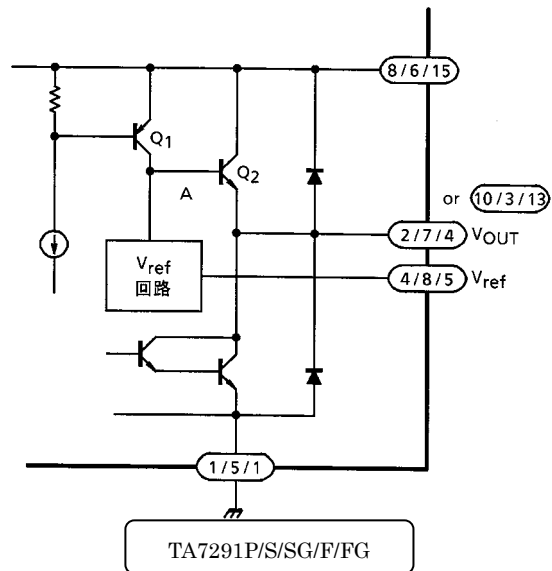 8/6/15
Q1
A
Q2
or 10/3/13
2/7/4 VOUT
Vref
回路
4/8/5 Vref
1/5/1
TA7291P/S/SG/F/FG